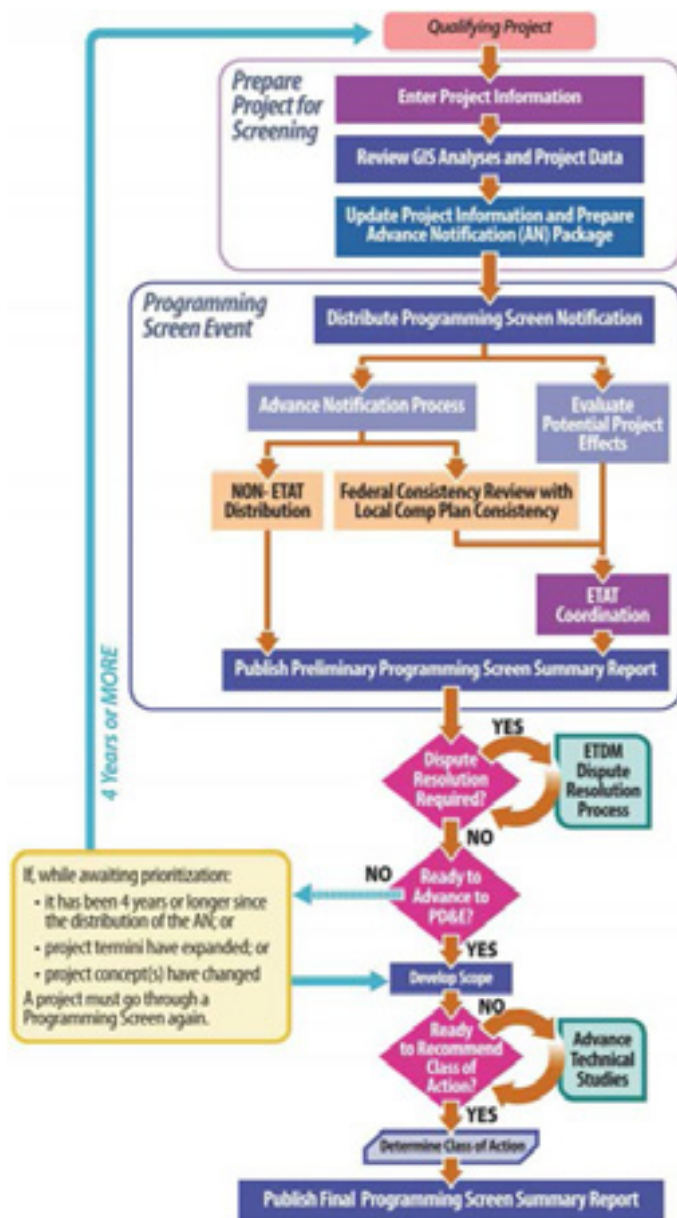 Qualifying Project
Prepare
Project for
Screening
Enter Project Information
Review GIS Analyses and Project Data
Update Project Information and Prepare
Advance Notification (AN) Package
Programming
Screen Event
Distribute Programming Screen Notification
Advance Notification Process
Evaluate
Potential Project
Effects
NON- ETAT
Distribution
Federal Consistency Review with
Local Comp Plan Consistency
ETAT
Coordination
Publish Preliminary Programming Screen Summary Report
4 Years or MORE
Dispute
Resolution
Required?
YES
ETDM
Dispute
Resolution
Process
NO
Ready to
Advance to
PD&E?
NO
If, while awaiting prioritization:
• it has been 4 years or longer since
the distribution of the AN; or
• project termini have expanded; or
• project concept(s) have changed
A project must go through a
Programming Screen again.
YES
Develop Scope
Ready
to Recommend
Class of
Action?
NO
Advance
Technical
Studies
YES
Determine Class of Action
Publish Final Programming Screen Summary Report